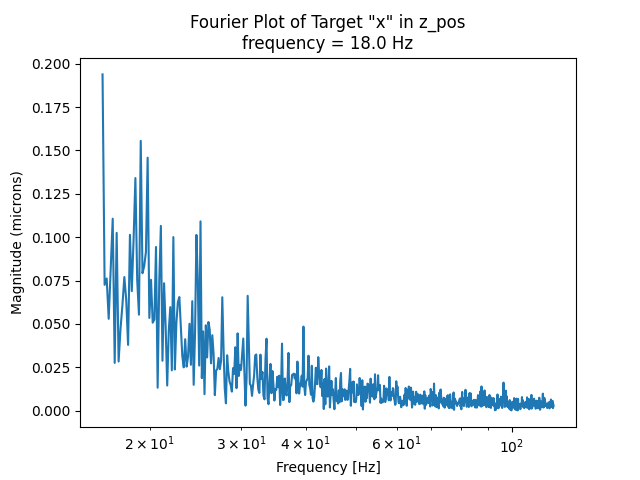 Fourier Plot of Target "x" in z_pos
frequency = 18.0 Hz
0.200
0.175
0.150
0.125
0.100
0.075
0.050
0.025
0.000
Magnitude (microns)
2 × 10¹
3 × 10¹
4 × 10¹
6 × 10¹
10²
Frequency [Hz]